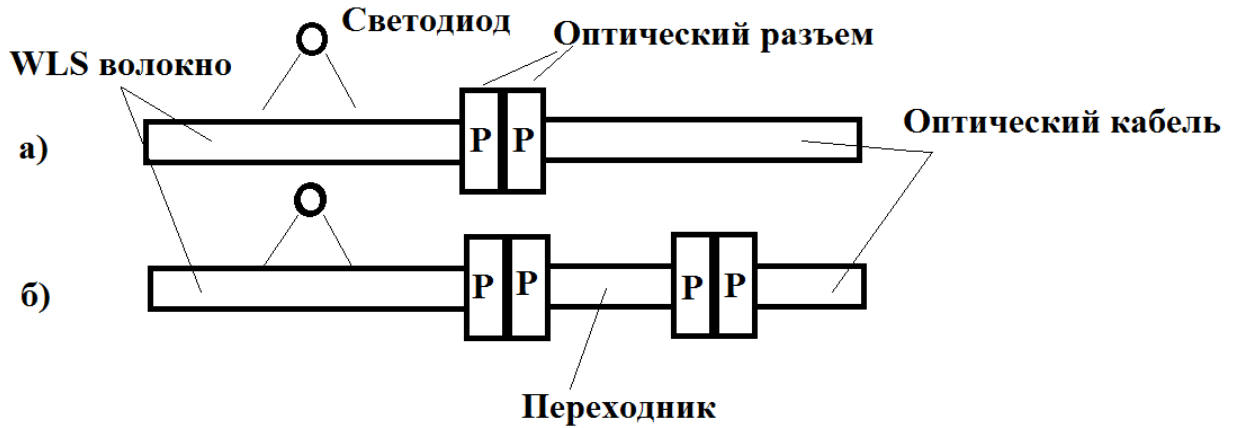 Светодиод
Оптический разъем
WLS волокно
Оптический кабель
а)
Р Р
б)
Р Р Р Р
Переходник